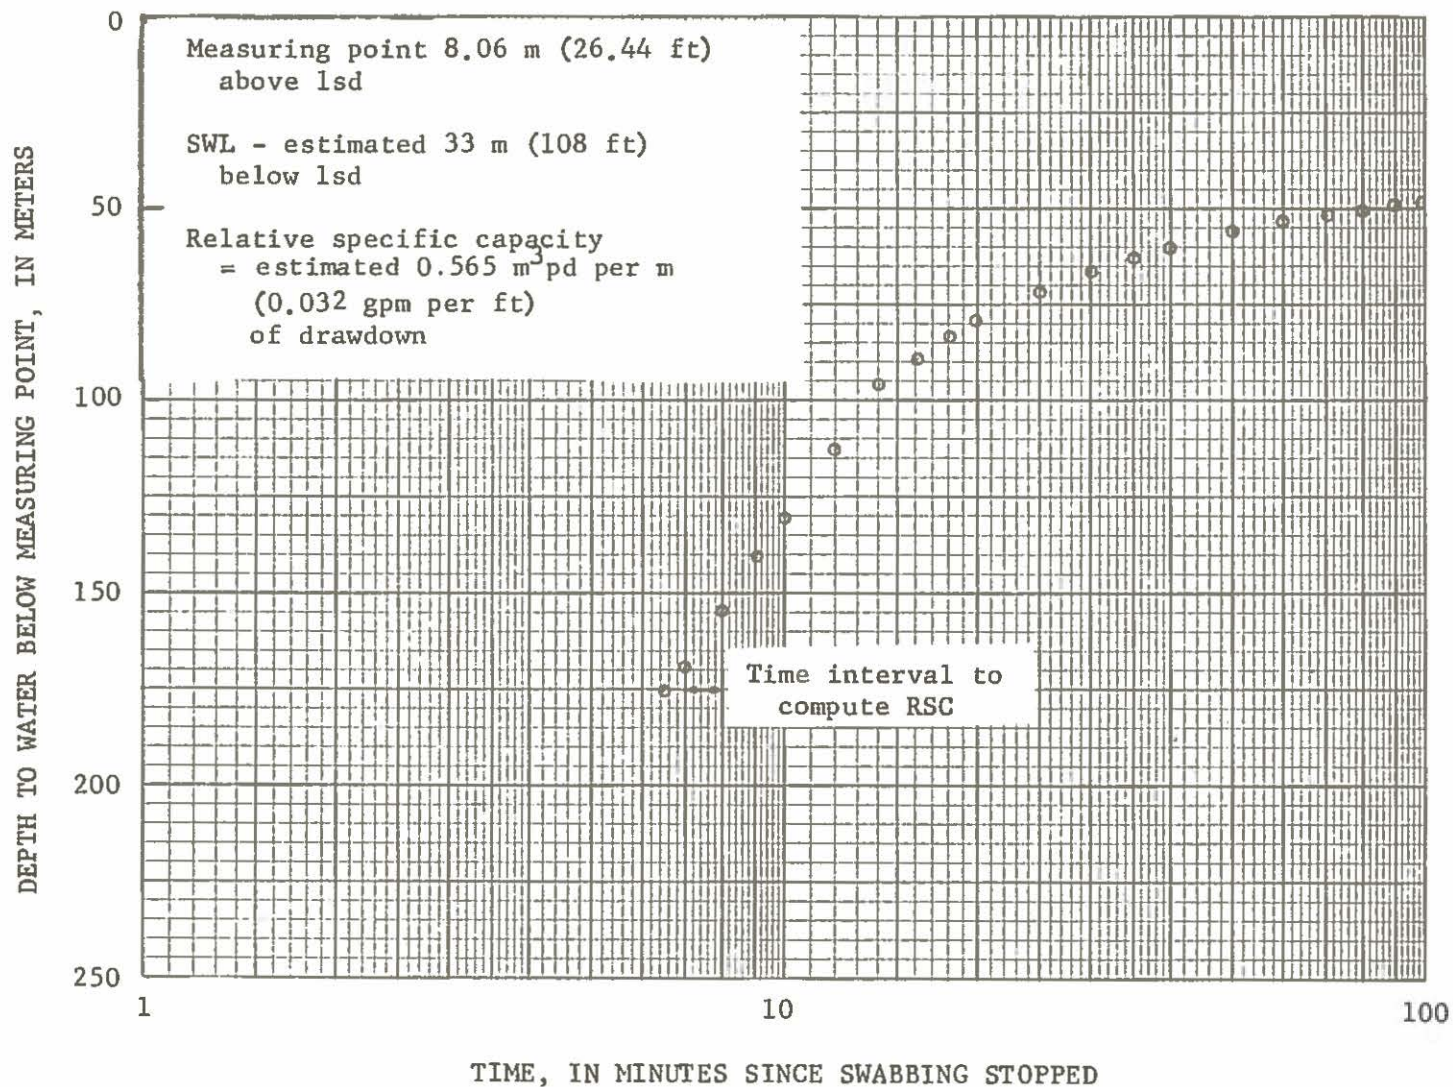 0
Measuring point 8.06 m (26.44 ft)
above lsd
SWL - estimated 33 m (108 ft)
below lsd
50
Relative specific capacity
= estimated 0.565 m³pd per m
(0.032 gpm per ft)
of drawdown
100
150
Time interval to
compute RSC
200
250
1
10
100
DEPTH TO WATER BELOW MEASURING POINT, IN METERS
TIME, IN MINUTES SINCE SWABBING STOPPED